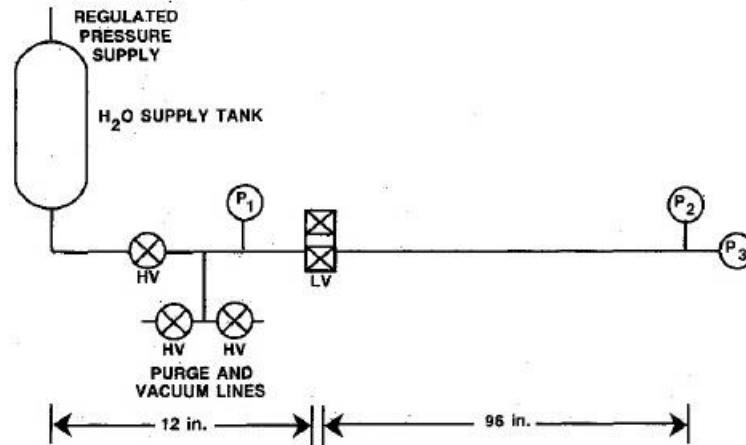 REGULATED
PRESSURE
SUPPLY
H2O SUPPLY TANK
P1
P2
P3
HV
LV
HV
HV
PURGE AND
VACUUM LINES
12 in.
96 in.